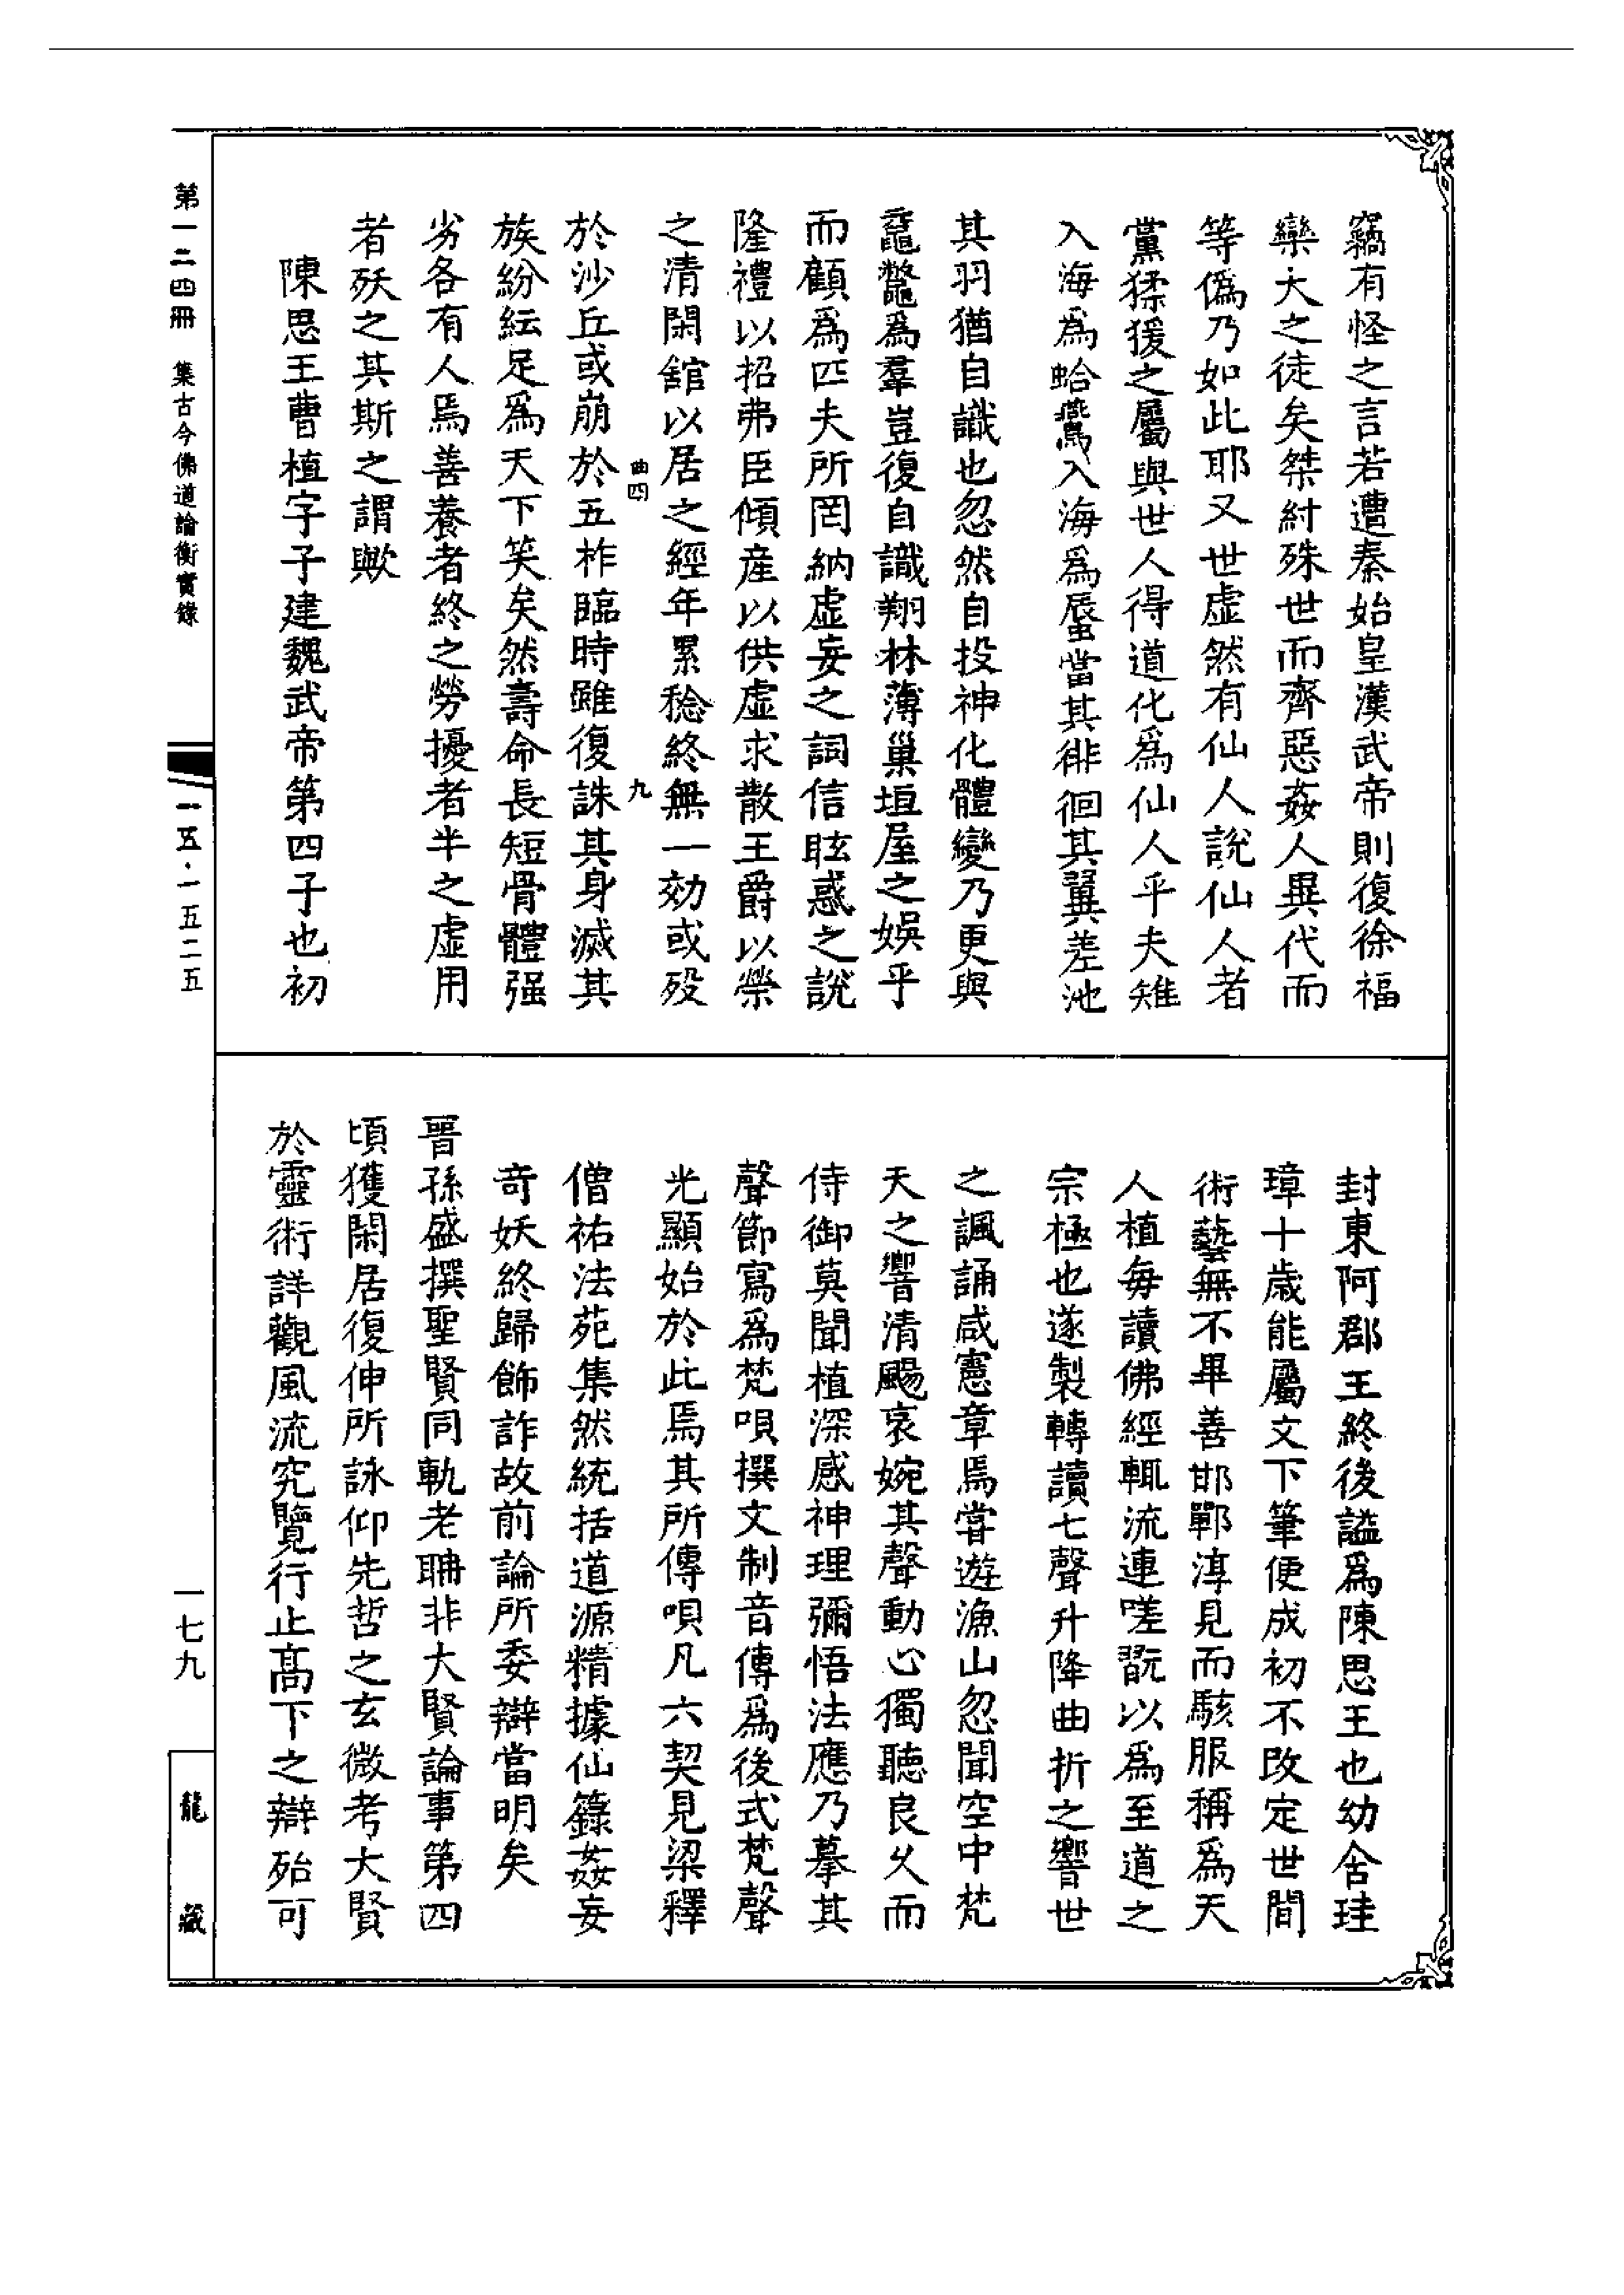 竊有怪之言若遭秦始皇漢武帝則復徐福
欒大之徒矣桀紂殊世而齊惡姦人異代而
等偽乃如此耶又世虛然有仙人說仙人者
黨猱猨之屬與世人得道化爲仙人乎夫雉
入海爲蛤鷰入海爲蜃當其徘徊其翼差池
其羽猶自識也忽然自投神化體變乃更與
黿鼈爲羣豈復自識翔林薄巢垣屋之娛乎
而顧爲匹夫所罔納虛妄之詞信眩惑之說
隆禮以招弗臣傾産以供虛求散王爵以榮
之清閑舘以居之經年累稔終無一効或歿
曲四 九
於沙丘或崩於五柞臨時雖復誅其身滅其
族紛紜足爲天下笑矣然壽命長短骨體强
劣各有人焉善養者終之勞擾者半之虛用
者殀之其斯之謂歟
陳思王曹植字子建魏武帝第四子也初
封東阿郡王終後謚爲陳思王也幼含珪
璋十歲能屬文下筆便成初不改定世間
術藝無不畢善邯鄲淳見而駭服稱爲天
人植每讀佛經輒流連嗟翫以爲至道之
宗極也遂製轉讀七聲升降曲折之響世
之諷誦咸憲章焉甞遊漁山忽聞空中梵
天之響清颺哀婉其聲動心獨聽良久而
侍御莫聞植深感神理彌悟法應乃摹其
聲節寫爲梵唄撰文制音傳爲後式梵聲
光顯始於此焉其所傳唄凡六契見梁釋
僧祐法苑集然統括道源精據仙籙姦妄
奇妖終歸飾詐故前論所委辯當明矣
晉孫盛撰聖賢同軌老聃非大賢論事第四
頃獲閑居復伸所詠仰先哲之玄微考大賢
於靈術詳觀風流究覽行止高下之辯殆可
第一二四冊 集古今佛道論衡實錄
一五·一五二五
一七九
龍藏